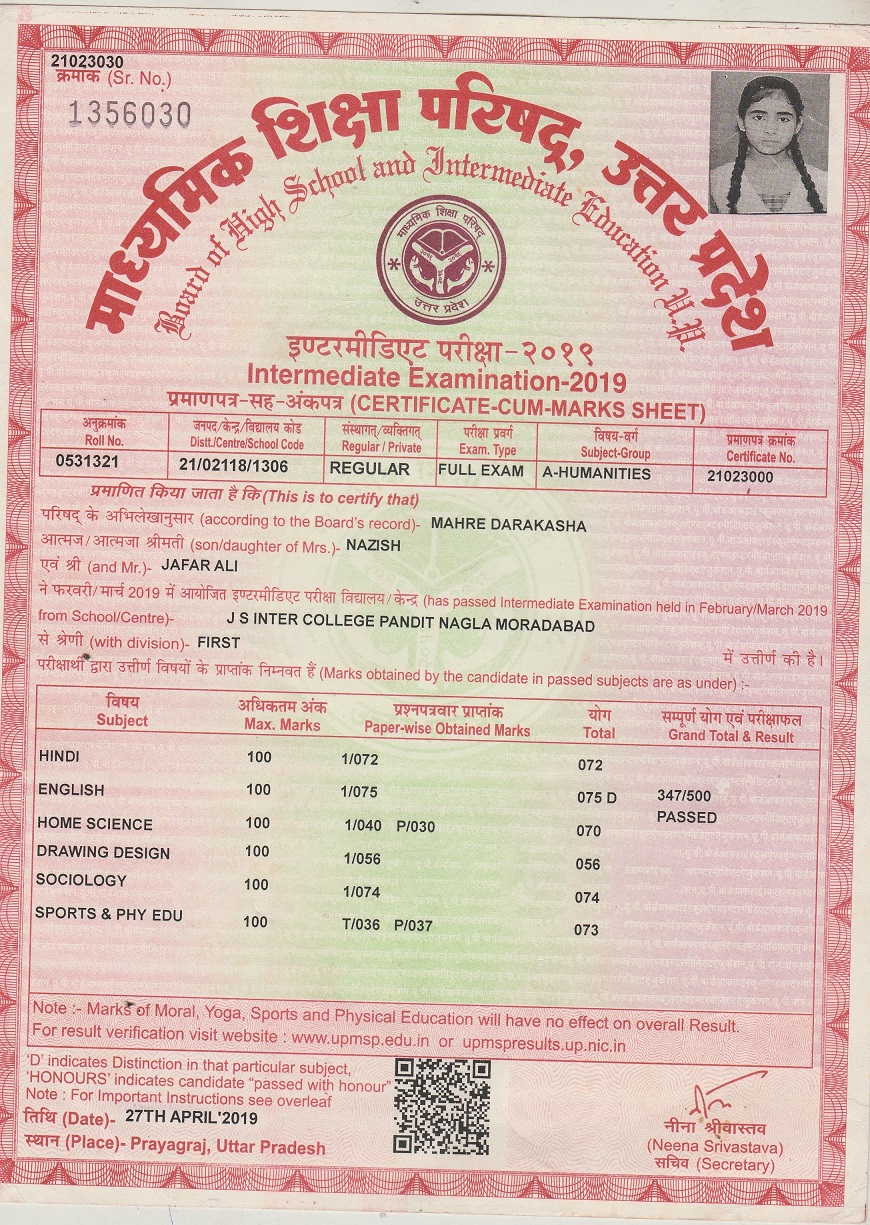 21023030
क्रमांक (Sr. No.)
1356030
माध्यमिक शिक्षा परिषद्, उत्तर प्रदेश
Board of High School and Intermediate Education U.P.
माध्यमिक शिक्षा परिषद्
उत्तर प्रदेश
इण्टरमीडिएट परीक्षा-२०१९
Intermediate Examination-2019
प्रमाणपत्र-सह-अंकपत्र (CERTIFICATE-CUM-MARKS SHEET)
अनुक्रमांक जनपद/केन्द्र/विद्यालय कोड संस्थागत्/व्यक्तिगत् परीक्षा प्रवर्ग विषय-वर्ग प्रमाणपत्र क्रमांक
Roll No. Distt./Centre/School Code Regular / Private Exam. Type Subject-Group Certificate No.
0531321 21/02118/1306 REGULAR FULL EXAM A-HUMANITIES 21023000
प्रमाणित किया जाता है कि (This is to certify that)
परिषद् के अभिलेखानुसार (according to the Board's record)- MAHRE DARAKASHA
आत्मज/आत्मजा श्रीमती (son/daughter of Mrs.)- NAZISH
एवं श्री (and Mr.)- JAFAR ALI
ने फरवरी/मार्च 2019 में आयोजित इण्टरमीडिएट परीक्षा विद्यालय/केन्द्र (has passed Intermediate Examination held in February/March 2019
from School/Centre)- J S INTER COLLEGE PANDIT NAGLA MORADABAD
से श्रेणी (with division)- FIRST में उत्तीर्ण की है।
परीक्षार्थी द्वारा उत्तीर्ण विषयों के प्राप्तांक निम्नवत हैं (Marks obtained by the candidate in passed subjects are as under) :-
विषय अधिकतम अंक प्रश्नपत्रवार प्राप्तांक योग सम्पूर्ण योग एवं परीक्षाफल
Subject Max. Marks Paper-wise Obtained Marks Total Grand Total & Result
HINDI 100 1/072 072
ENGLISH 100 1/075 075 D 347/500
PASSED
HOME SCIENCE 100 1/040 P/030 070
DRAWING DESIGN 100 1/056 056
SOCIOLOGY 100 1/074 074
SPORTS & PHY EDU 100 T/036 P/037 073
Note :- Marks of Moral, Yoga, Sports and Physical Education will have no effect on overall Result.
For result verification visit website : www.upmsp.edu.in or upmspresults.up.nic.in
'D' indicates Distinction in that particular subject,
'HONOURS' indicates candidate "passed with honour"
Note : For Important Instructions see overleaf
तिथि (Date)- 27TH APRIL'2019
स्थान (Place)- Prayagraj, Uttar Pradesh
नीना श्रीवास्तव
(Neena Srivastava)
सचिव (Secretary)